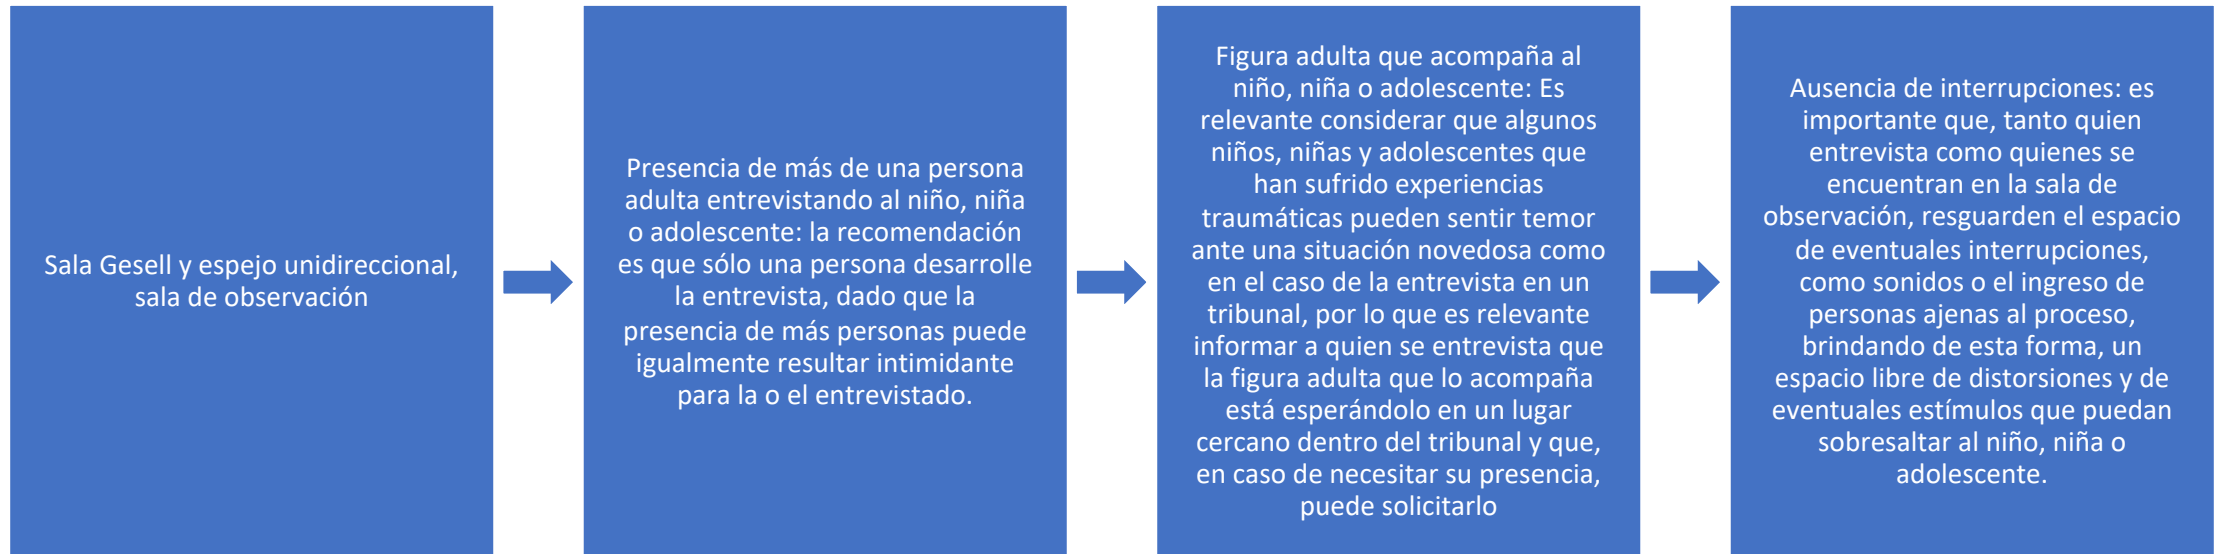 Sala Gesell y espejo unidireccional,
sala de observación
Presencia de más de una persona
adulta entrevistando al niño, niña
o adolescente: la recomendación
es que sólo una persona desarrolle
la entrevista, dado que la
presencia de más personas puede
igualmente resultar intimidante
para la o el entrevistado.
Figura adulta que acompaña al
niño, niña o adolescente: Es
relevante considerar que algunos
niños, niñas y adolescentes que
han sufrido experiencias
traumáticas pueden sentir temor
ante una situación novedosa como
en el caso de la entrevista en un
tribunal, por lo que es relevante
informar a quien se entrevista que
la figura adulta que lo acompaña
está esperándolo en un lugar
cercano dentro del tribunal y que,
en caso de necesitar su presencia,
puede solicitarlo
Ausencia de interrupciones: es
importante que, tanto quien
entrevista como quienes se
encuentran en la sala de
observación, resguarden el espacio
de eventuales interrupciones,
como sonidos o el ingreso de
personas ajenas al proceso,
brindando de esta forma, un
espacio libre de distorsiones y de
eventuales estímulos que puedan
sobresaltar al niño, niña o
adolescente.